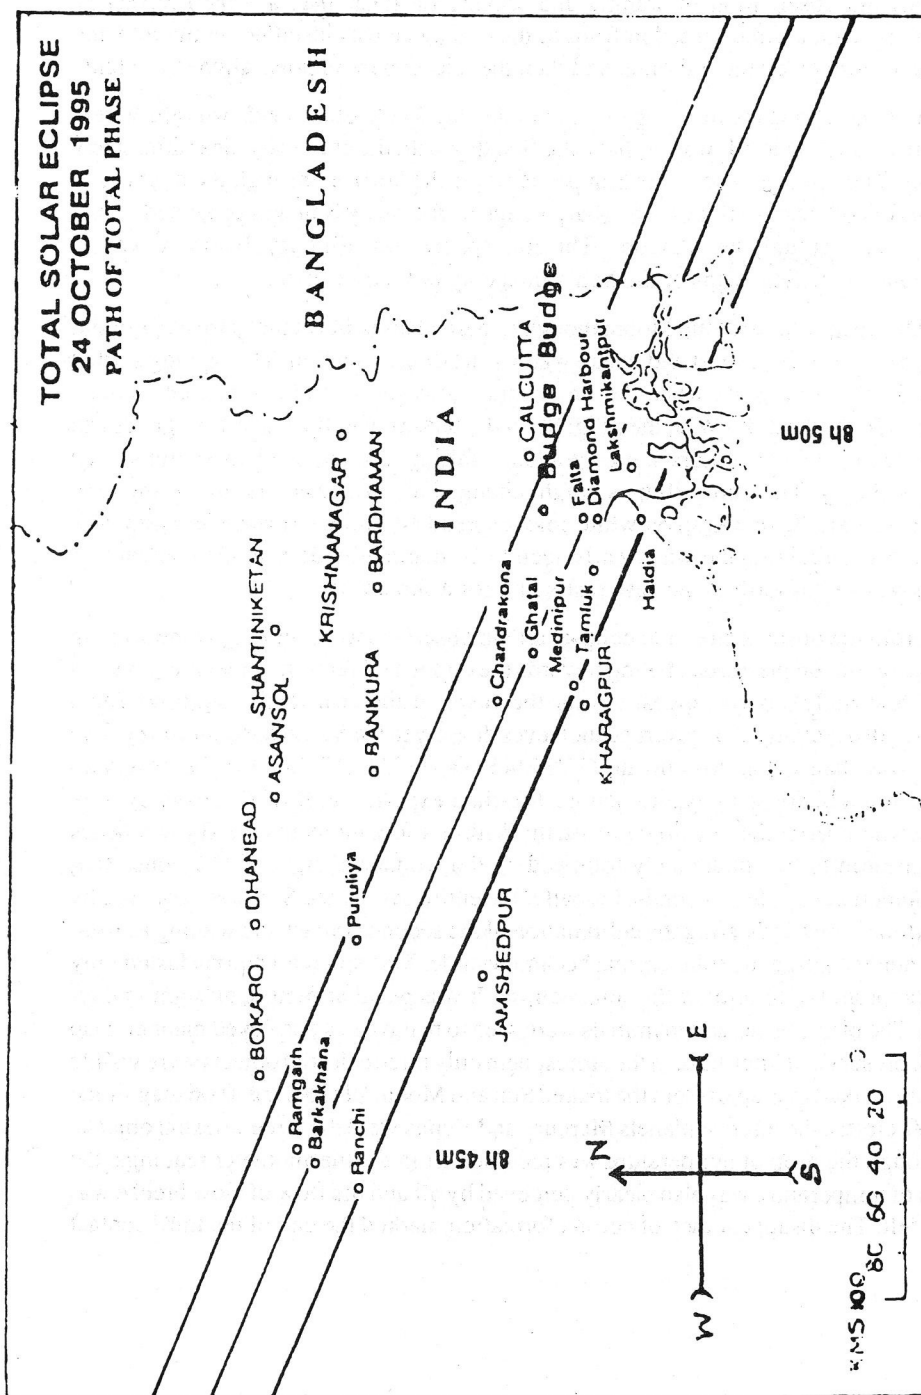 TOTAL SOLAR ECLIPSE
24 OCTOBER 1995
PATH OF TOTAL PHASE
BANGLADESH
INDIA
BOKARO
DHANBAD
ASANSOL
SHANTINIKETAN
KRISHNANAGAR
BARDHAMAN
BANKURA
Ramgarh
Barkakhana
Ranchi
Puruliya
JAMSHEDPUR
Chandrakona
Ghatal
Medinipur
Tamluk
KHARAGPUR
Haldia
CALCUTTA
Budge Budge
Falta
Diamond Harbour
Lakshmikantpur
8h 45m
8h 50m
N
W
E
S
KMS 100
80 60 40 20 0